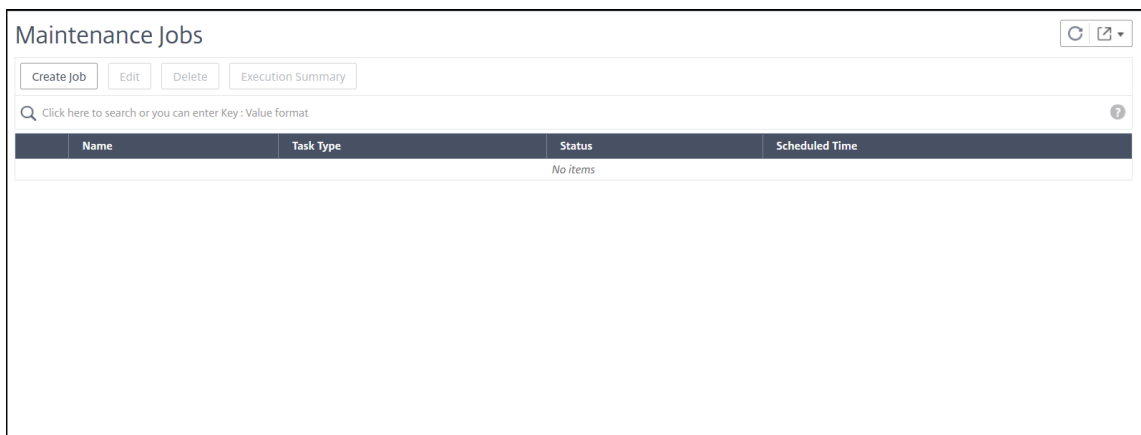 Maintenance Jobs
Create Job Edit Delete Execution Summary
Click here to search or you can enter Key : Value format
?
Name Task Type Status Scheduled Time
No items